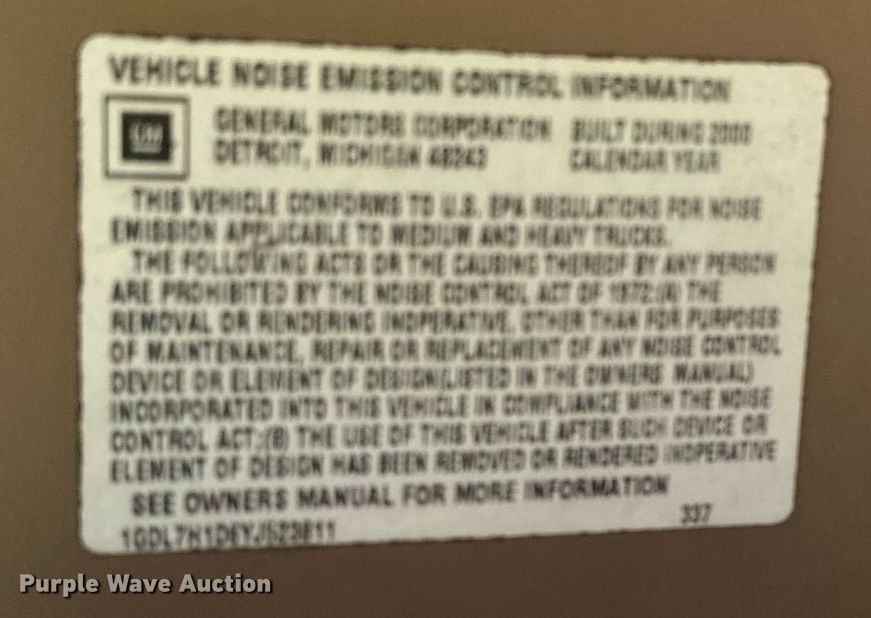 VEHICLE NOISE EMISSION CONTROL INFORMATION
GM
GENERAL MOTORS CORPORATION BUILT DURING 2000
DETROIT, MICHIGAN 48243 CALENDAR YEAR
THIS VEHICLE CONFORMS TO U.S. EPA REGULATIONS FOR NOISE
EMISSION APPLICABLE TO MEDIUM AND HEAVY TRUCKS.
THE FOLLOWING ACTS OR THE CAUSING THEREOF BY ANY PERSON
ARE PROHIBITED BY THE NOISE CONTROL ACT OF 1972:(A) THE
REMOVAL OR RENDERING INOPERATIVE, OTHER THAN FOR PURPOSES
OF MAINTENANCE, REPAIR OR REPLACEMENT OF ANY NOISE CONTROL
DEVICE OR ELEMENT OF DESIGN(LISTED IN THE OWNERS MANUAL)
INCORPORATED INTO THIS VEHICLE IN COMPLIANCE WITH THE NOISE
CONTROL ACT:(B) THE USE OF THIS VEHICLE AFTER SUCH DEVICE OR
ELEMENT OF DESIGN HAS BEEN REMOVED OR RENDERED INOPERATIVE
SEE OWNERS MANUAL FOR MORE INFORMATION
337
1GDL7H1D6YJ523811
Purple Wave Auction